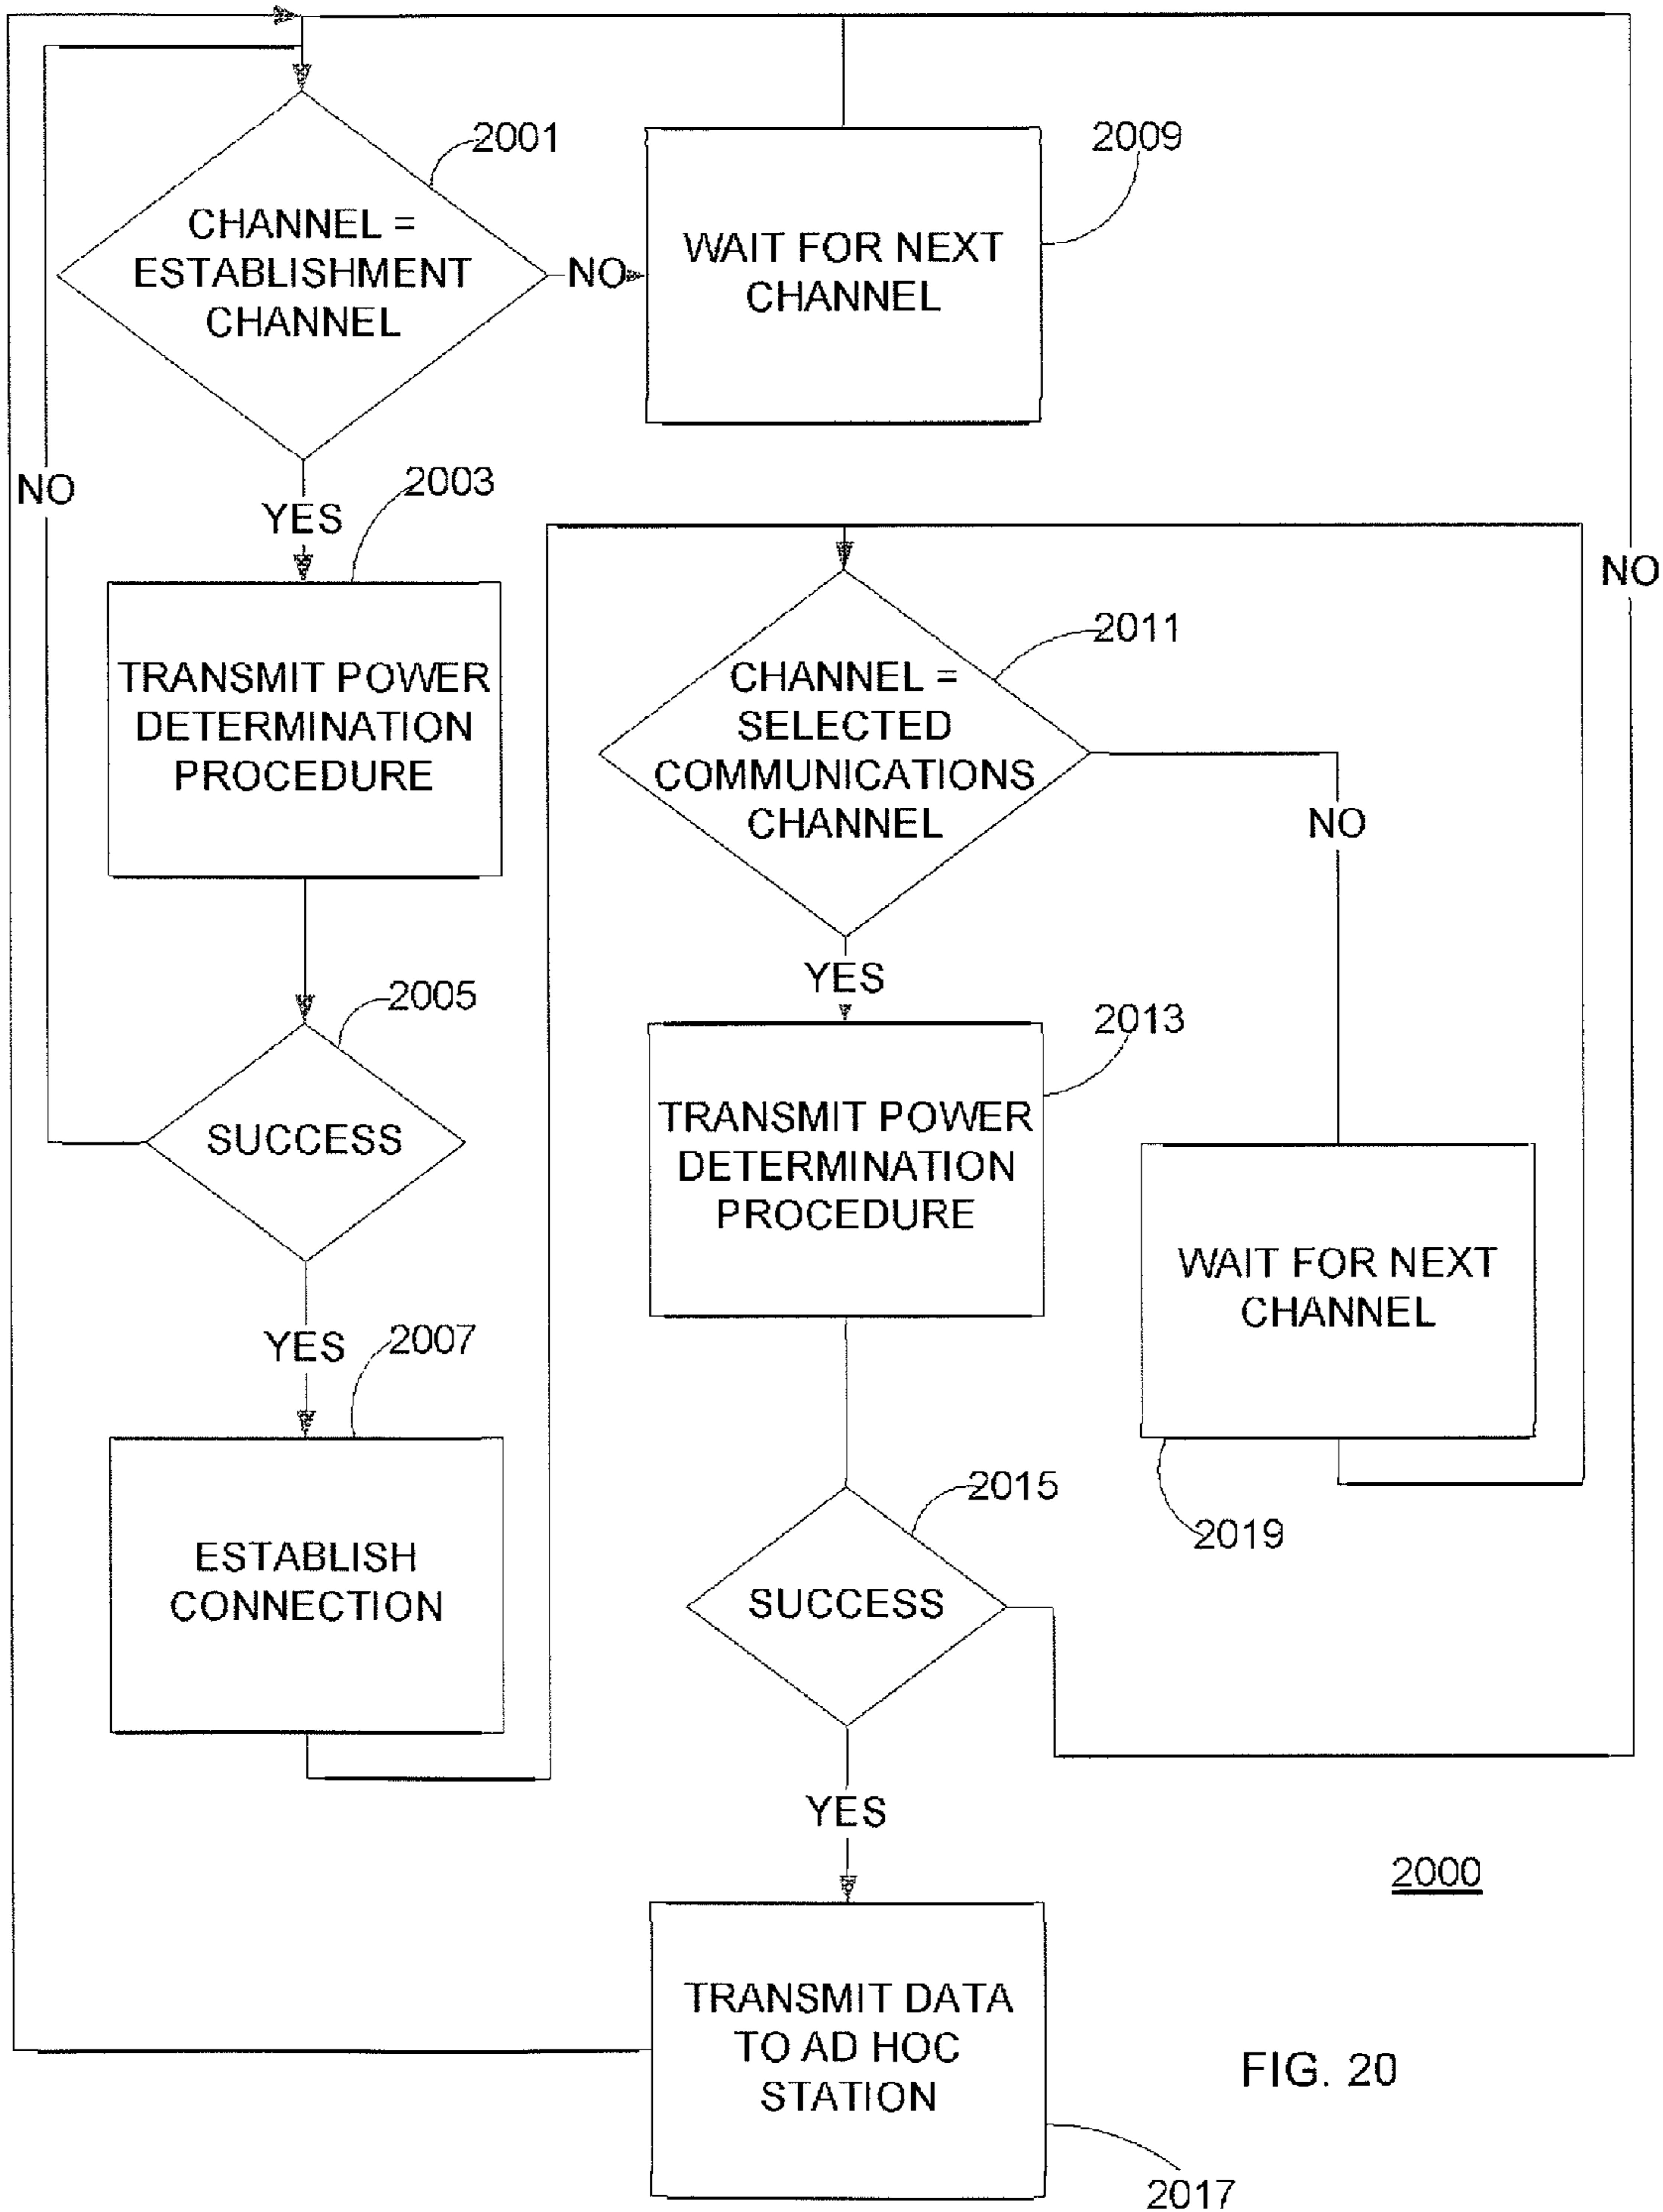 2001
CHANNEL =
ESTABLISHMENT
CHANNEL
NO
2009
WAIT FOR NEXT
CHANNEL
NO
YES
2003
TRANSMIT POWER
DETERMINATION
PROCEDURE
NO
2011
CHANNEL =
SELECTED
COMMUNICATIONS
CHANNEL
NO
YES
2005
SUCCESS
2013
TRANSMIT POWER
DETERMINATION
PROCEDURE
WAIT FOR NEXT
CHANNEL
2019
YES
2007
ESTABLISH
CONNECTION
2015
SUCCESS
YES
2000
TRANSMIT DATA
TO AD HOC
STATION
2017
FIG. 20